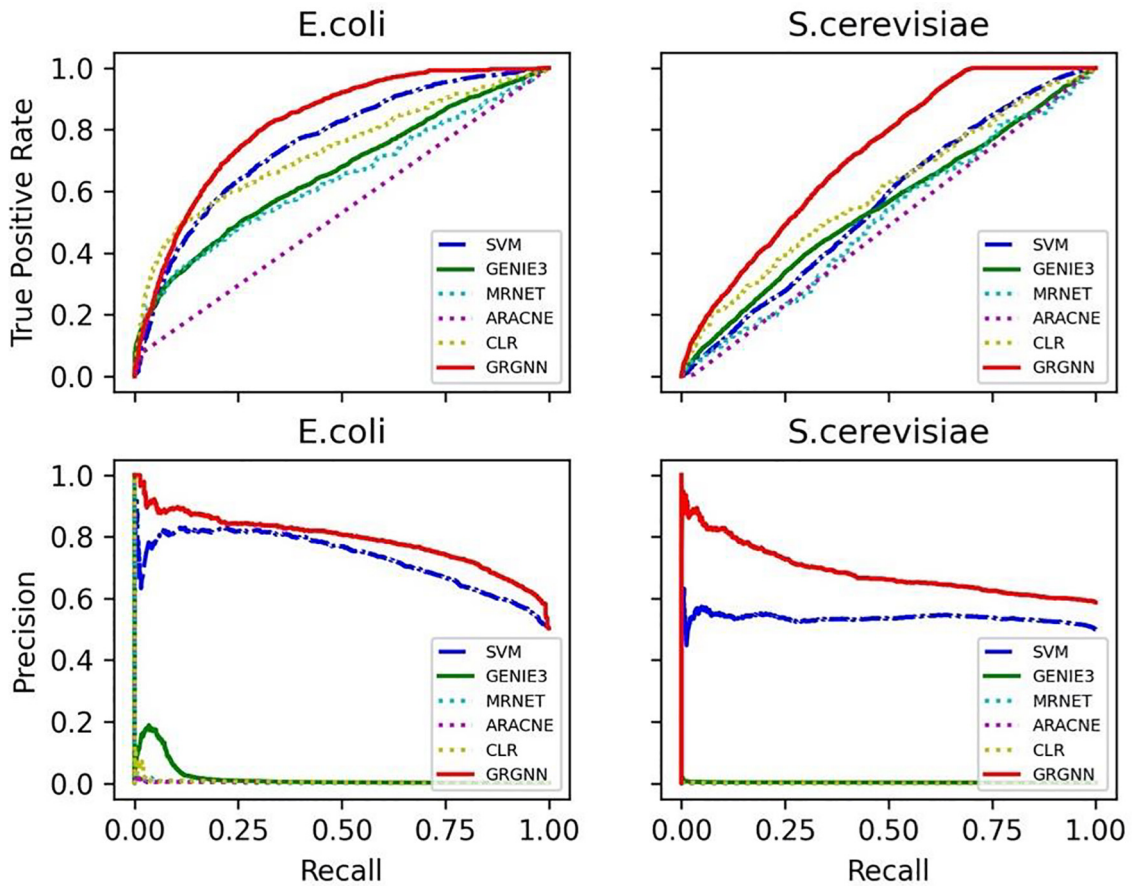 E.coli
S.cerevisiae
True Positive Rate
1.0
0.8
0.6
0.4
0.2
0.0
SVM
GENIE3
MRNET
ARACNE
CLR
GRGNN
SVM
GENIE3
MRNET
ARACNE
CLR
GRGNN
E.coli
S.cerevisiae
Precision
1.0
0.8
0.6
0.4
0.2
0.0
SVM
GENIE3
MRNET
ARACNE
CLR
GRGNN
SVM
GENIE3
MRNET
ARACNE
CLR
GRGNN
0.00 0.25 0.50 0.75 1.00
0.00 0.25 0.50 0.75 1.00
Recall
Recall